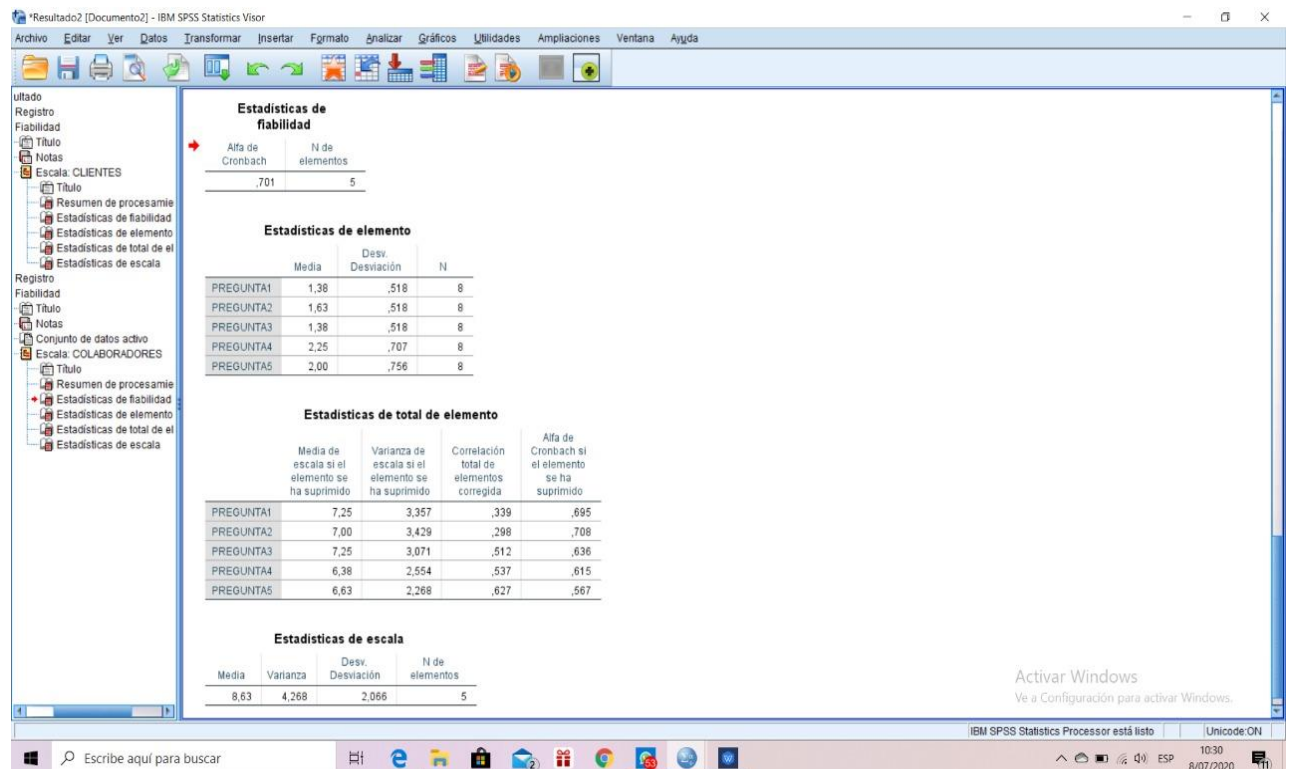 *Resultado2 [Documento2] - IBM SPSS Statistics Visor
Archivo Editar Ver Datos Transformar Insertar Formato Analizar Gráficos Utilidades Ampliaciones Ventana Ayuda
ultado
Registro
Fiabilidad
Título
Notas
Escala: CLIENTES
Título
Resumen de procesamie
Estadísticas de fiabilidad
Estadísticas de elemento
Estadísticas de total de el
Estadísticas de escala
Registro
Fiabilidad
Título
Notas
Conjunto de datos activo
Escala: COLABORADORES
Título
Resumen de procesamie
Estadísticas de fiabilidad
Estadísticas de elemento
Estadísticas de total de el
Estadísticas de escala
Estadísticas de
fiabilidad
Alfa de
Cronbach
N de
elementos
,701 5
Estadísticas de elemento
Media
Desv.
Desviación
N
PREGUNTA1 1,38 ,518 8
PREGUNTA2 1,63 ,518 8
PREGUNTA3 1,38 ,518 8
PREGUNTA4 2,25 ,707 8
PREGUNTA5 2,00 ,756 8
Estadísticas de total de elemento
Media de
escala si el
elemento se
ha suprimido
Varianza de
escala si el
elemento se
ha suprimido
Correlación
total de
elementos
corregida
Alfa de
Cronbach si
el elemento
se ha
suprimido
PREGUNTA1 7,25 3,357 ,339 ,695
PREGUNTA2 7,00 3,429 ,298 ,708
PREGUNTA3 7,25 3,071 ,512 ,636
PREGUNTA4 6,38 2,554 ,537 ,615
PREGUNTA5 6,63 2,268 ,627 ,567
Estadísticas de escala
Media
Varianza
Desv.
Desviación
N de
elementos
8,63 4,268 2,066 5
Activar Windows
Ve a Configuración para activar Windows.
IBM SPSS Statistics Processor está listo Unicode:ON
Escribe aquí para buscar
ESP
10:30
8/07/2020